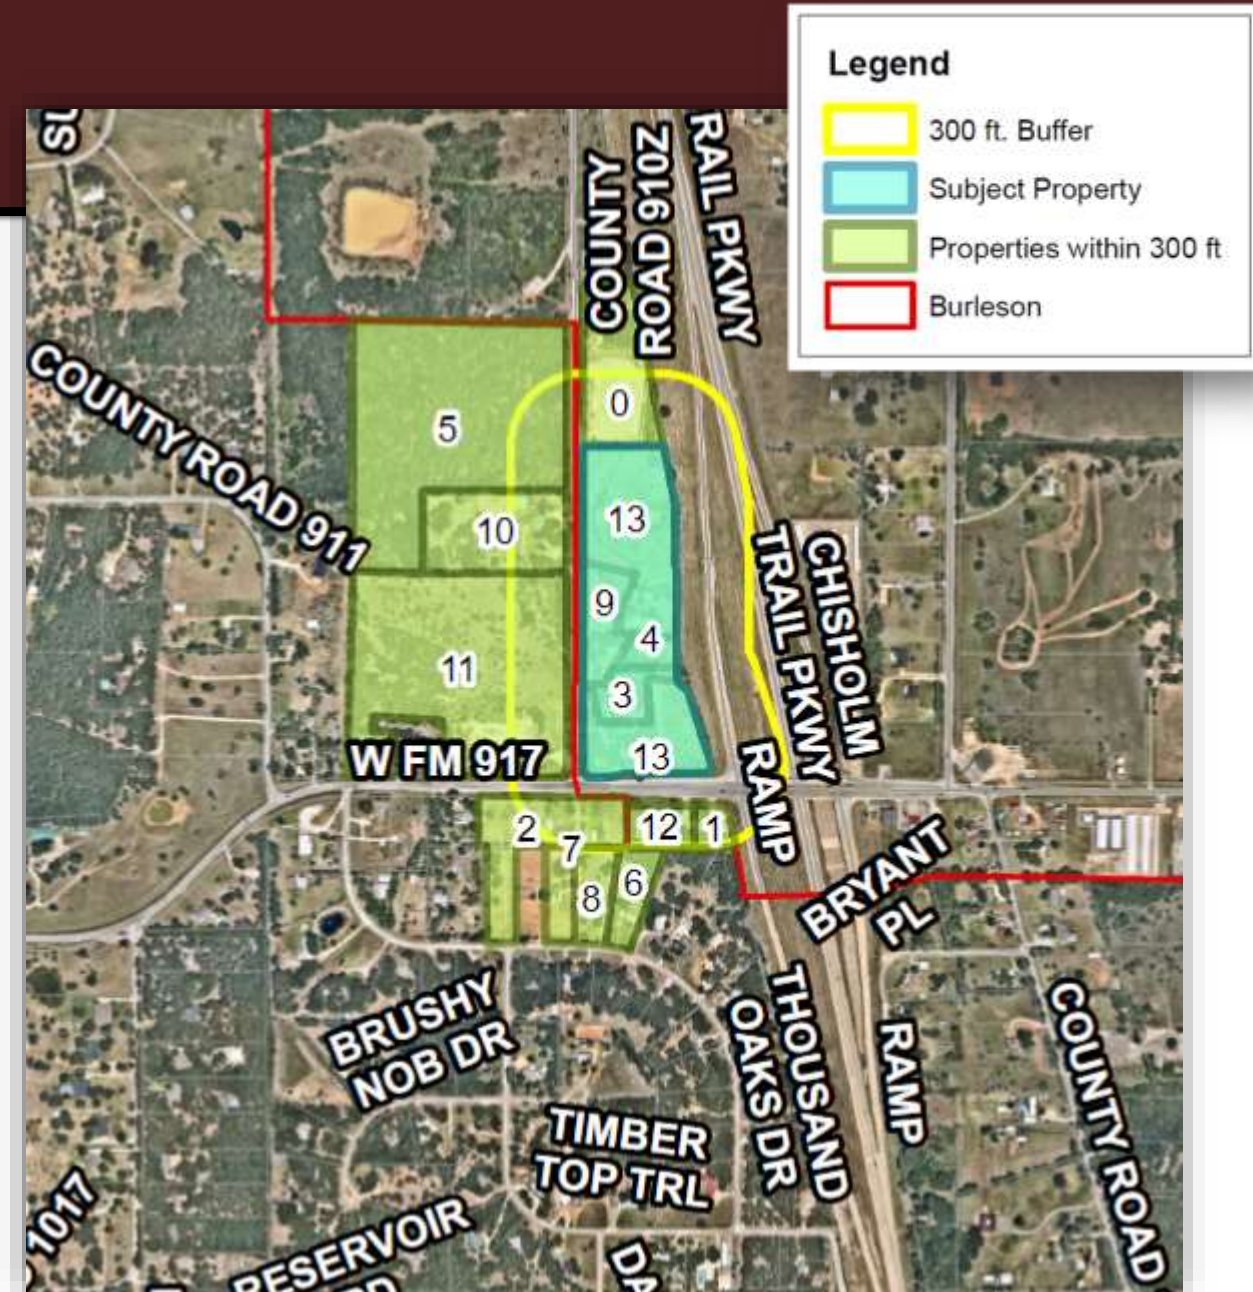 Legend
300 ft. Buffer
Subject Property
Properties within 300 ft
Burleson
COUNTY
ROAD 910Z
RAIL PKWY
COUNTY ROAD 911
0
5
10
13
9
4
11
3
13
CHISHOLM
TRAIL PKWY
W FM 917
RAMP
2
7
12
1
8
6
BRYANT
PL
BRUSHY
NOB DR
THOUSAND
OAKS DR
RAMP
COUNTY ROAD
TIMBER
TOP TRL
1017
RESERVOIR